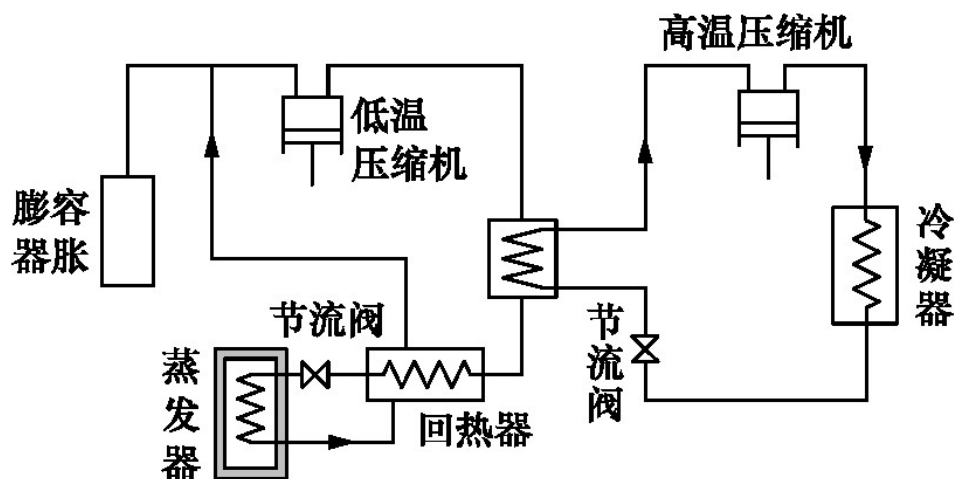 高温压缩机
低温
压缩机
膨容
器胀
冷
凝
器
节流阀
节
流
阀
蒸
发
器
回热器